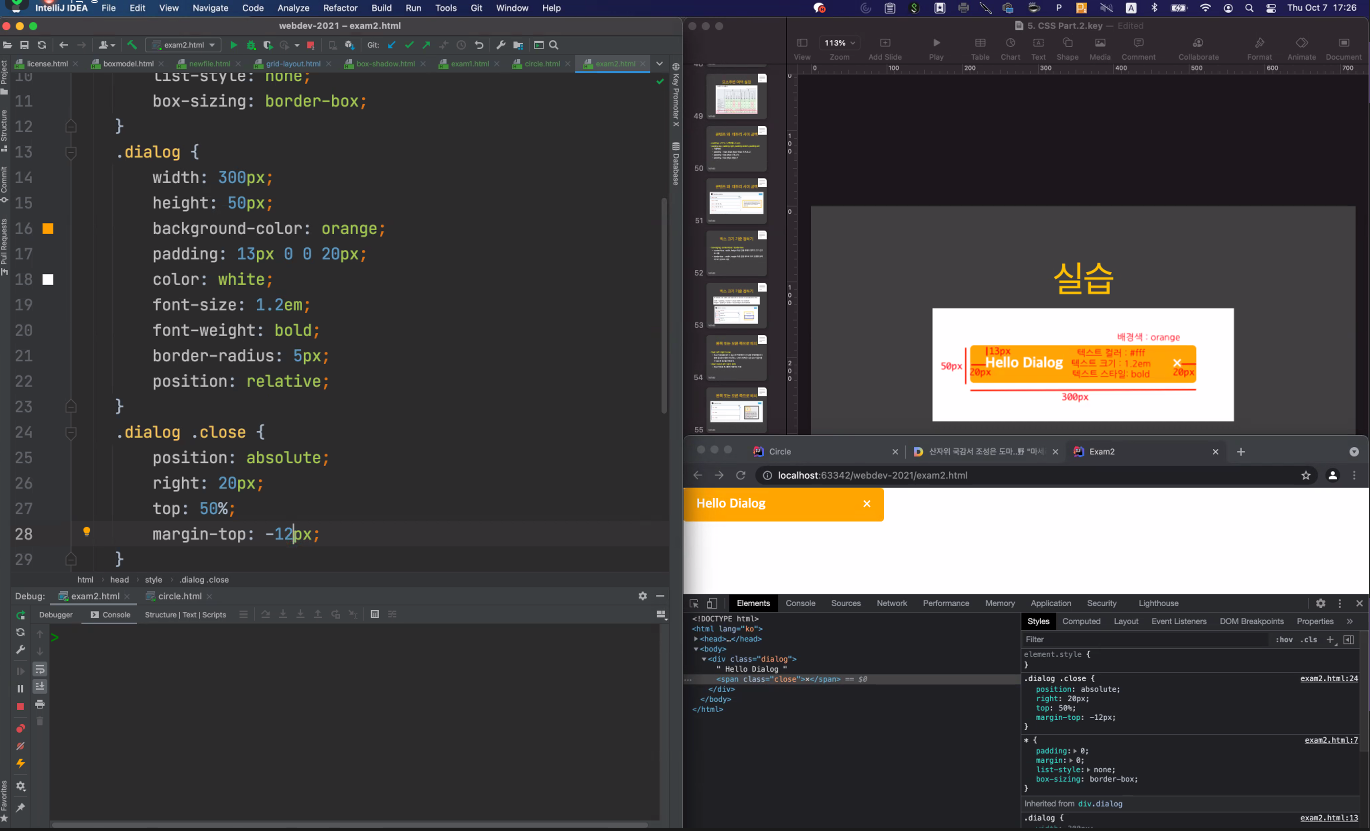 IntelliJ IDEA File Edit View Navigate Code Analyze Refactor Build Run Tools Git Window Help
Thu Oct 7 17:26
webdev-2021 – exam2.html
exam2.html
Git:
license.html
boxmodel.html
newfile.html
grid-layout.html
box-shadow.html
exam1.html
circle.html
exam2.html
Project
Structure
Commit
Pull Requests
Favorites
Key Promoter X
Database
10 list-style: none;
11 box-sizing: border-box;
12 }
13 .dialog {
14 width: 300px;
15 height: 50px;
16 background-color: orange;
17 padding: 13px 0 0 20px;
18 color: white;
19 font-size: 1.2em;
20 font-weight: bold;
21 border-radius: 5px;
22 position: relative;
23 }
24 .dialog .close {
25 position: absolute;
26 right: 20px;
27 top: 50%;
28 margin-top: -12px;
29 }
html › head › style › .dialog .close
Debug: exam2.html circle.html
Debugger Console Structure | Text | Scripts
>
5. CSS Part.2.key — Edited
113%
View Zoom Add Slide Play Table Chart Text Shape Media Comment Collaborate Format Animate Document
0 100 200 300 400 500 600 700
49
50
51
52
53
54
55
실습
배경색 : orange
50px
13px
20px
Hello Dialog
텍스트 컬러 : #fff
텍스트 크기 : 1.2em
텍스트 스타일: bold
×
20px
300px
Circle ×
산자위 국감서 조성은 도마..野 "마세 ×
Exam2 ×
localhost:63342/webdev-2021/exam2.html
Hello Dialog ×
Elements Console Sources Network Performance Memory Application Security Lighthouse
<!DOCTYPE html>
<html lang="ko">
<head>…</head>
<body>
<div class="dialog">
" Hello Dialog "
<span class="close">×</span> == $0
</div>
</body>
</html>
Styles Computed Layout Event Listeners DOM Breakpoints Properties »
Filter :hov .cls +
element.style {
}
.dialog .close { exam2.html:24
position: absolute;
right: 20px;
top: 50%;
margin-top: -12px;
}
* { exam2.html:7
padding: 0;
margin: 0;
list-style: none;
box-sizing: border-box;
}
Inherited from div.dialog
.dialog { exam2.html:13